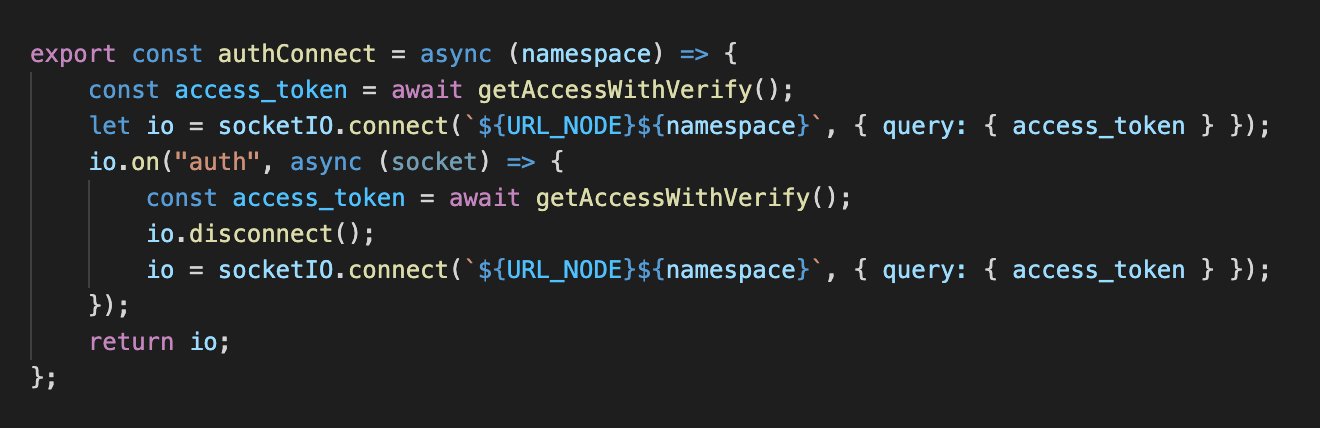 export const authConnect = async (namespace) => {
    const access_token = await getAccessWithVerify();
    let io = socketIO.connect(`${URL_NODE}${namespace}`, { query: { access_token } });
    io.on("auth", async (socket) => {
        const access_token = await getAccessWithVerify();
        io.disconnect();
        io = socketIO.connect(`${URL_NODE}${namespace}`, { query: { access_token } });
    });
    return io;
};